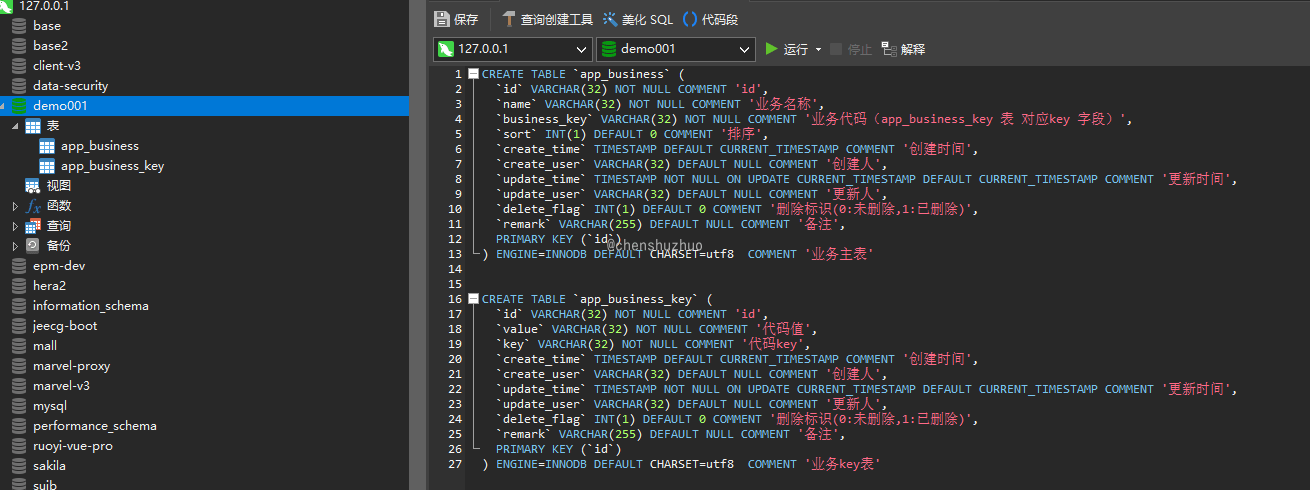 127.0.0.1
base
base2
client-v3
data-security
demo001
表
app_business
app_business_key
视图
fx 函数
查询
备份
epm-dev
hera2
information_schema
jeecg-boot
mall
marvel-proxy
marvel-v3
mysql
performance_schema
ruoyi-vue-pro
sakila
suib
保存 查询创建工具 美化 SQL 代码段
127.0.0.1 demo001 运行 停止 解释
1 CREATE TABLE `app_business` (
2 `id` VARCHAR(32) NOT NULL COMMENT 'id',
3 `name` VARCHAR(32) NOT NULL COMMENT '业务名称',
4 `business_key` VARCHAR(32) NOT NULL COMMENT '业务代码（app_business_key 表 对应key 字段）',
5 `sort` INT(1) DEFAULT 0 COMMENT '排序',
6 `create_time` TIMESTAMP DEFAULT CURRENT_TIMESTAMP COMMENT '创建时间',
7 `create_user` VARCHAR(32) DEFAULT NULL COMMENT '创建人',
8 `update_time` TIMESTAMP NOT NULL ON UPDATE CURRENT_TIMESTAMP DEFAULT CURRENT_TIMESTAMP COMMENT '更新时间',
9 `update_user` VARCHAR(32) DEFAULT NULL COMMENT '更新人',
10 `delete_flag` INT(1) DEFAULT 0 COMMENT '删除标识(0:未删除,1:已删除)',
11 `remark` VARCHAR(255) DEFAULT NULL COMMENT '备注',
12 PRIMARY KEY (`id`)
@chenshuzhuo
13 ) ENGINE=INNODB DEFAULT CHARSET=utf8 COMMENT '业务主表'
14
15
16 CREATE TABLE `app_business_key` (
17 `id` VARCHAR(32) NOT NULL COMMENT 'id',
18 `value` VARCHAR(32) NOT NULL COMMENT '代码值',
19 `key` VARCHAR(32) NOT NULL COMMENT '代码key',
20 `create_time` TIMESTAMP DEFAULT CURRENT_TIMESTAMP COMMENT '创建时间',
21 `create_user` VARCHAR(32) DEFAULT NULL COMMENT '创建人',
22 `update_time` TIMESTAMP NOT NULL ON UPDATE CURRENT_TIMESTAMP DEFAULT CURRENT_TIMESTAMP COMMENT '更新时间',
23 `update_user` VARCHAR(32) DEFAULT NULL COMMENT '更新人',
24 `delete_flag` INT(1) DEFAULT 0 COMMENT '删除标识(0:未删除,1:已删除)',
25 `remark` VARCHAR(255) DEFAULT NULL COMMENT '备注',
26 PRIMARY KEY (`id`)
27 ) ENGINE=INNODB DEFAULT CHARSET=utf8 COMMENT '业务key表'